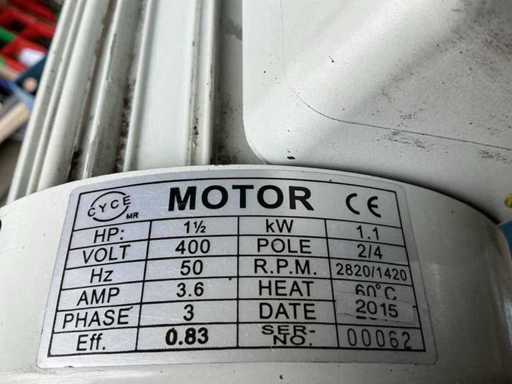 CYCE MR MOTOR CE
HP: 1½ kW 1.1
VOLT 400 POLE 2/4
Hz 50 R.P.M. 2820/1420
AMP 3.6 HEAT 60°C
PHASE 3 DATE 2015
Eff. 0.83 SER-NO. 00062